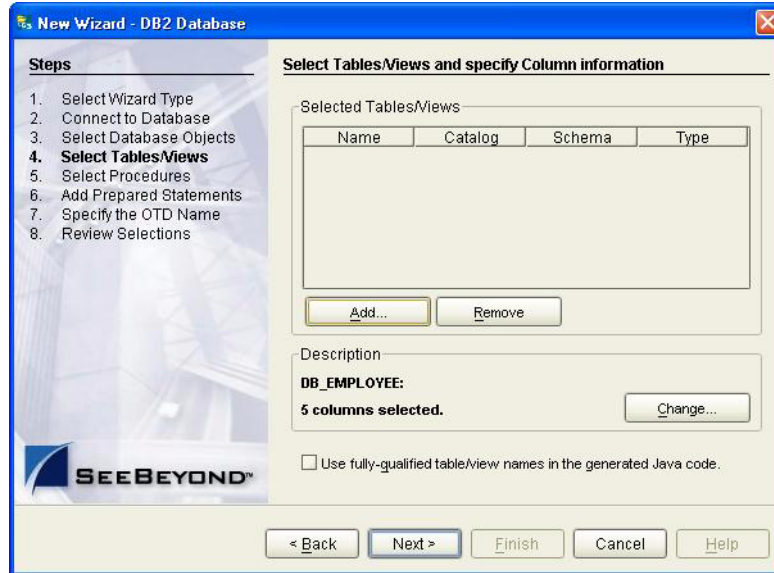 New Wizard - DB2 Database
Steps
1. Select Wizard Type
2. Connect to Database
3. Select Database Objects
4. Select Tables/Views
5. Select Procedures
6. Add Prepared Statements
7. Specify the OTD Name
8. Review Selections
SEEBEYOND™
Select Tables/Views and specify Column information
Selected Tables/Views
Name Catalog Schema Type
Add... Remove
Description
DB_EMPLOYEE:
5 columns selected.
Change...
Use fully-qualified table/view names in the generated Java code.
< Back Next > Finish Cancel Help